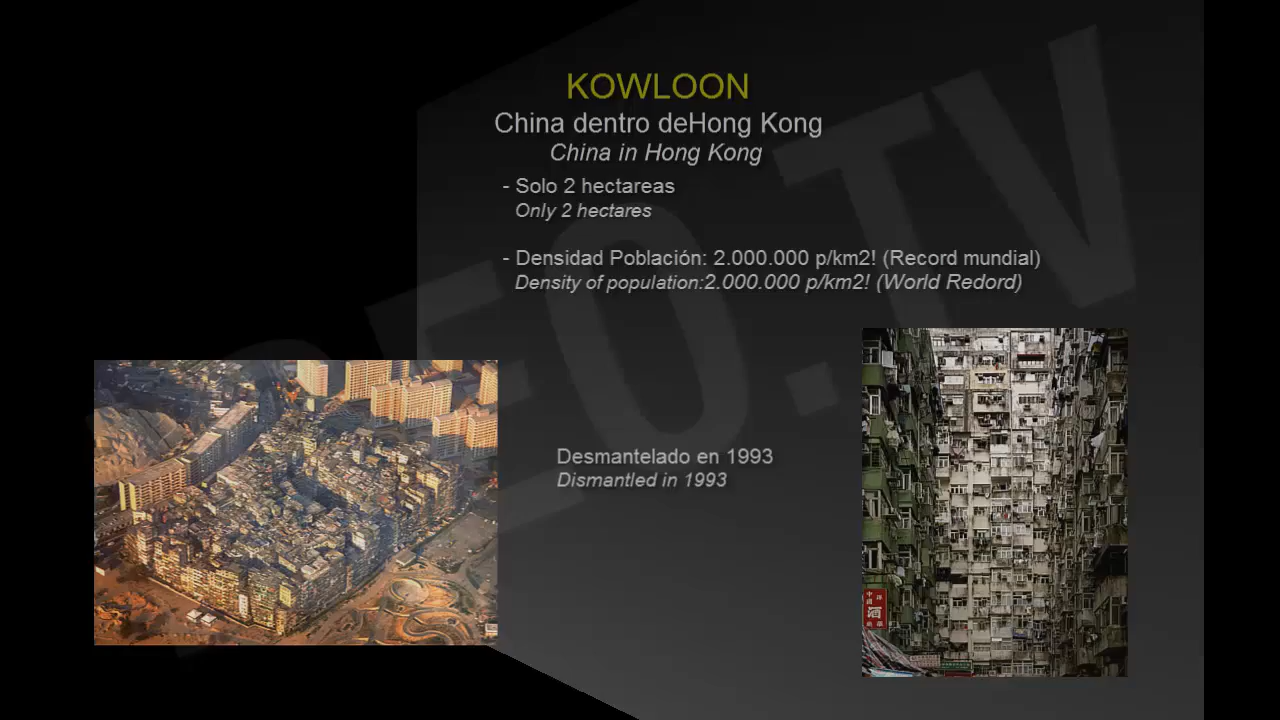 KOWLOON
China dentro deHong Kong
China in Hong Kong
- Solo 2 hectareas
Only 2 hectares
- Densidad Población: 2.000.000 p/km2! (Record mundial)
Density of population:2.000.000 p/km2! (World Redord)
Desmantelado en 1993
Dismantled in 1993
酒